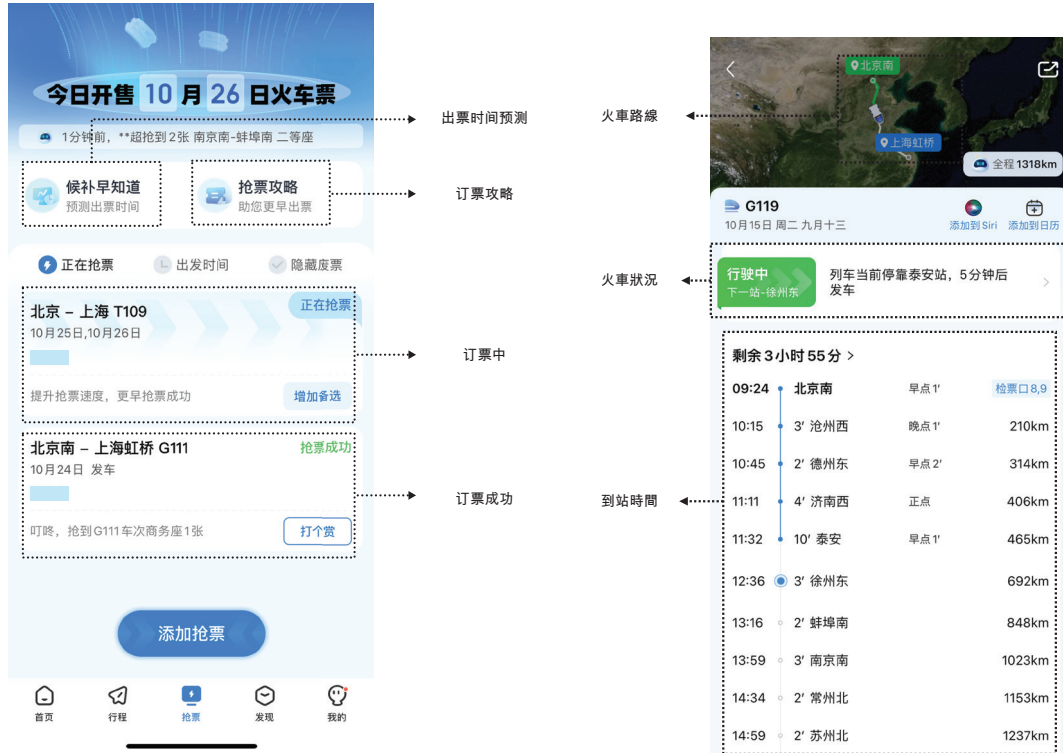 今日开售 10 月 26 日火车票
1分钟前，**超抢到2张 南京南-蚌埠南 二等座
候补早知道
预测出票时间
抢票攻略
助您更早出票
正在抢票
出发时间
隐藏废票
北京 – 上海 T109
正在抢票
10月25日,10月26日
提升抢票速度，更早抢票成功
增加备选
北京南 – 上海虹桥 G111
抢票成功
10月24日 发车
叮咚，抢到G111车次商务座1张
打个赏
添加抢票
首页
行程
抢票
发现
我的
出票时间预测
订票攻略
订票中
订票成功
火車路線
火車狀況
到站時間
北京南
上海虹桥
全程 1318km
G119
10月15日 周二 九月十三
添加到 Siri
添加到日历
行驶中
下一站-徐州东
列车当前停靠泰安站，5分钟后
发车
剩余 3小时 55分 >
09:24 北京南 早点1′ 检票口8,9
10:15 3′ 沧州西 晚点1′ 210km
10:45 2′ 德州东 早点2′ 314km
11:11 4′ 济南西 正点 406km
11:32 10′ 泰安 早点1′ 465km
12:36 3′ 徐州东 692km
13:16 2′ 蚌埠南 848km
13:59 3′ 南京南 1023km
14:34 2′ 常州北 1153km
14:59 2′ 苏州北 1237km